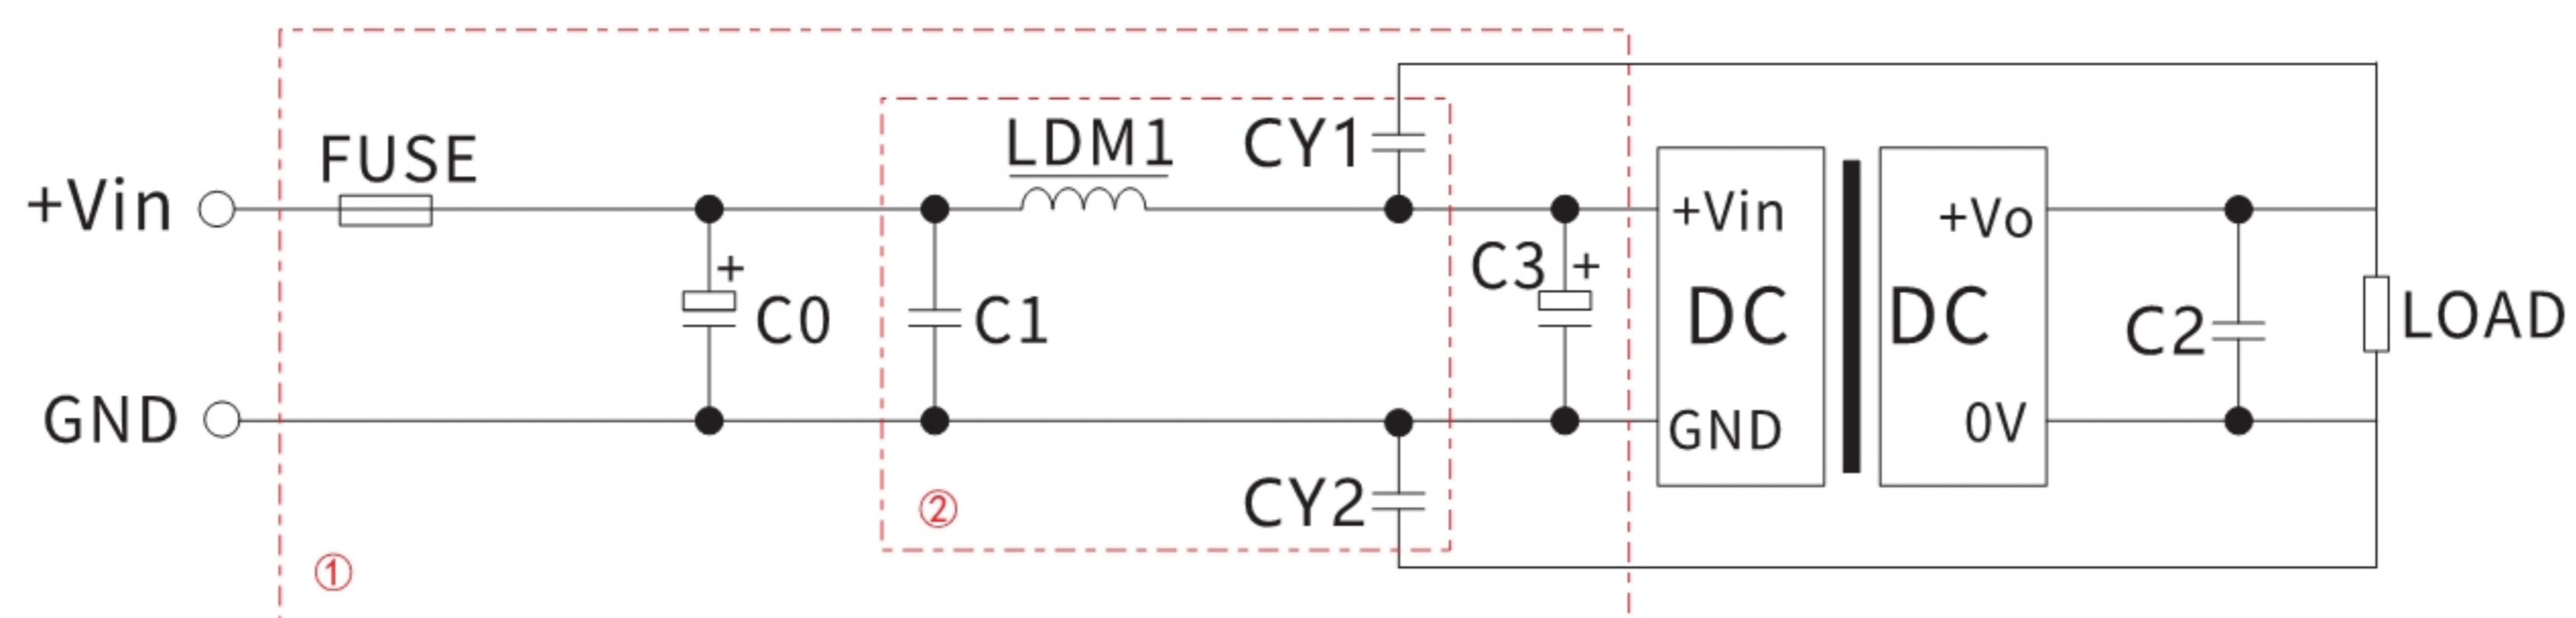 FUSE
LDM1
CY1
+Vin
+Vin
+Vo
C3
+
+
C0
C1
DC
DC
C2
LOAD
GND
GND
0V
CY2
②
①